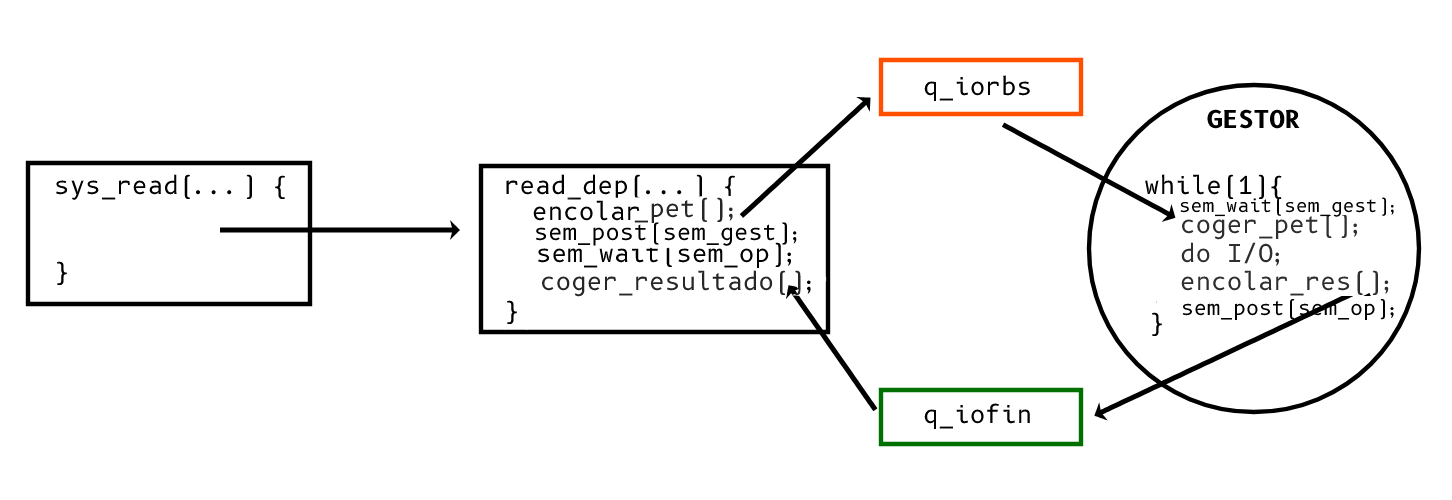 sys_read(...) {
}
read_dep(...) {
encolar_pet();
sem_post(sem_gest);
sem_wait(sem_op);
coger_resultado();
}
q_iorbs
q_iofin
GESTOR
while(1){
sem_wait(sem_gest);
coger_pet();
do I/O;
encolar_res();
sem_post(sem_op);
}